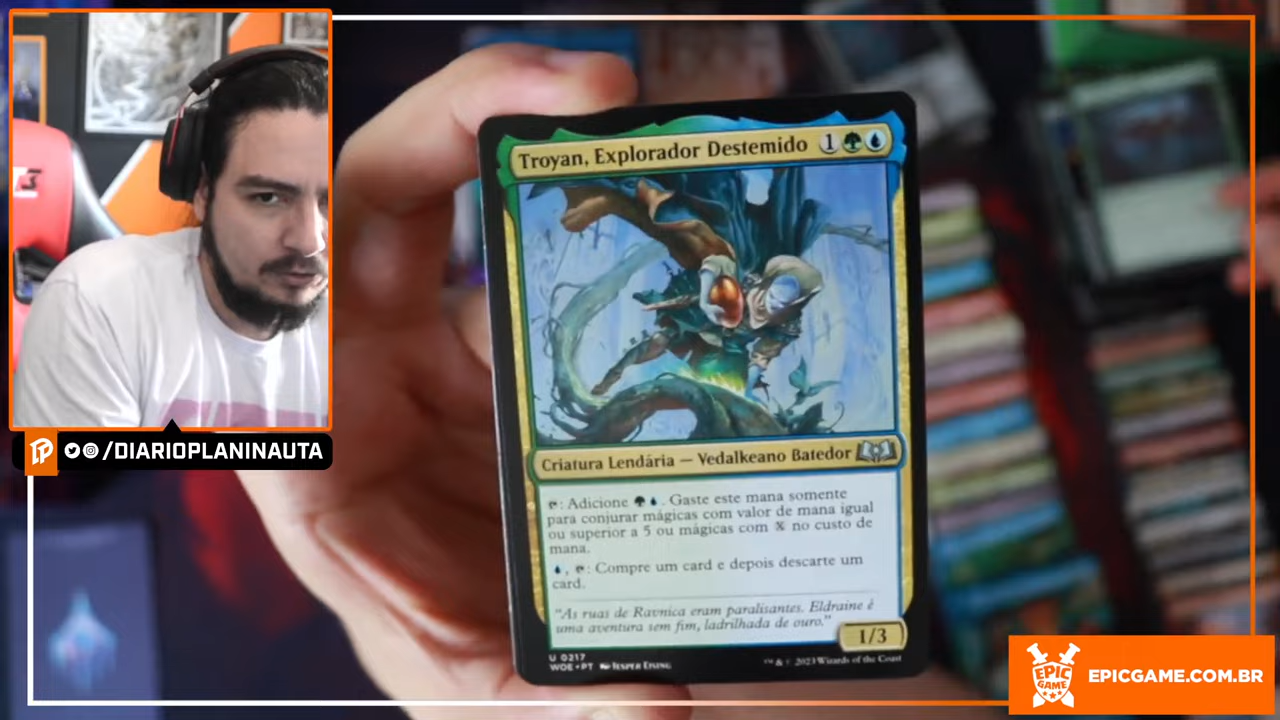 Troyan, Explorador Destemido 1
Criatura Lendária — Vedalkeano Batedor
: Adicione . Gaste este mana somente
para conjurar mágicas com valor de mana igual
ou superior a 5 ou mágicas com X no custo de
mana.
, : Compre um card e depois descarte um
card.
"As ruas de Ravnica eram paralisantes. Eldraine é
uma aventura sem fim, ladrilhada de ouro."
1/3
U 0217
WOE • PT Jesper Ejsing
™ & © 2023 Wizards of the Coast
/DIARIOPLANINAUTA
EPIC
GAME
EPICGAME.COM.BR